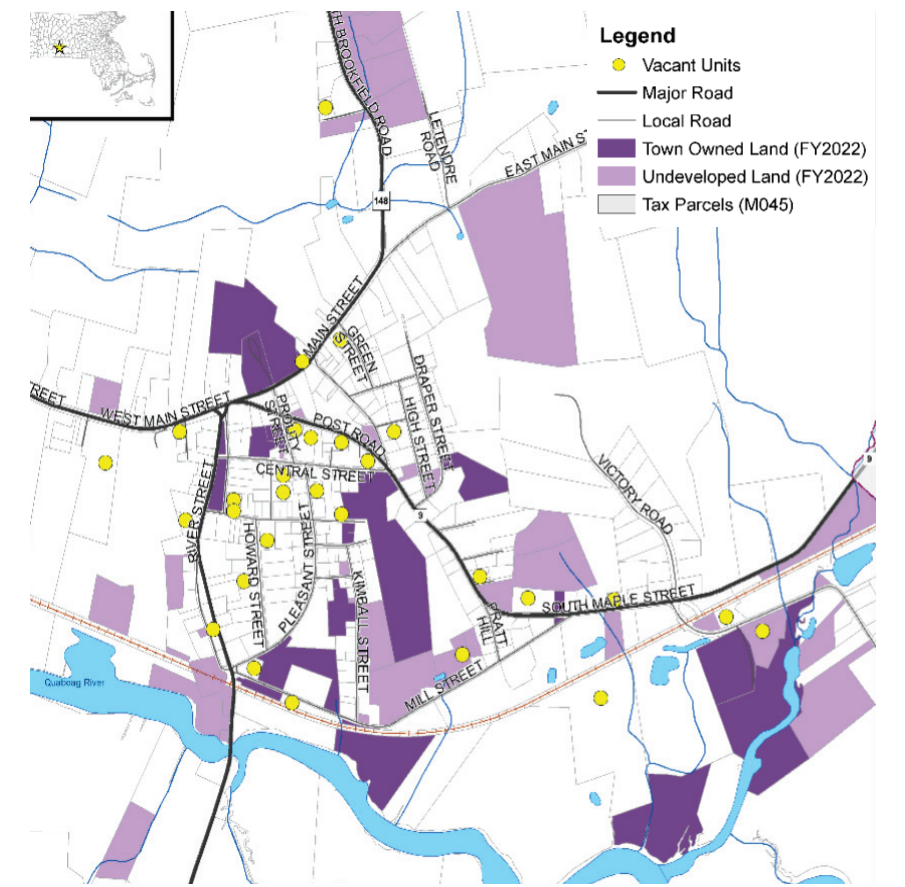 Legend
Vacant Units
Major Road
Local Road
Town Owned Land (FY2022)
Undeveloped Land (FY2022)
Tax Parcels (M045)
TH BROOKFIELD ROAD
LETENDRE
ROAD
EAST MAIN ST
148
MAIN STREET
GREEN
STREET
DRAPER STREET
HIGH STREET
REET
WEST MAIN STREET
PROUTY
STREET
POST ROAD
CENTRAL STREET
9
9
VICTORY ROAD
RIVER STREET
HOWARD STREET
PLEASANT STREET
KIMBALL STREET
PRATT
HILL
SOUTH MAPLE STREET
MILL STREET
Quaboag River